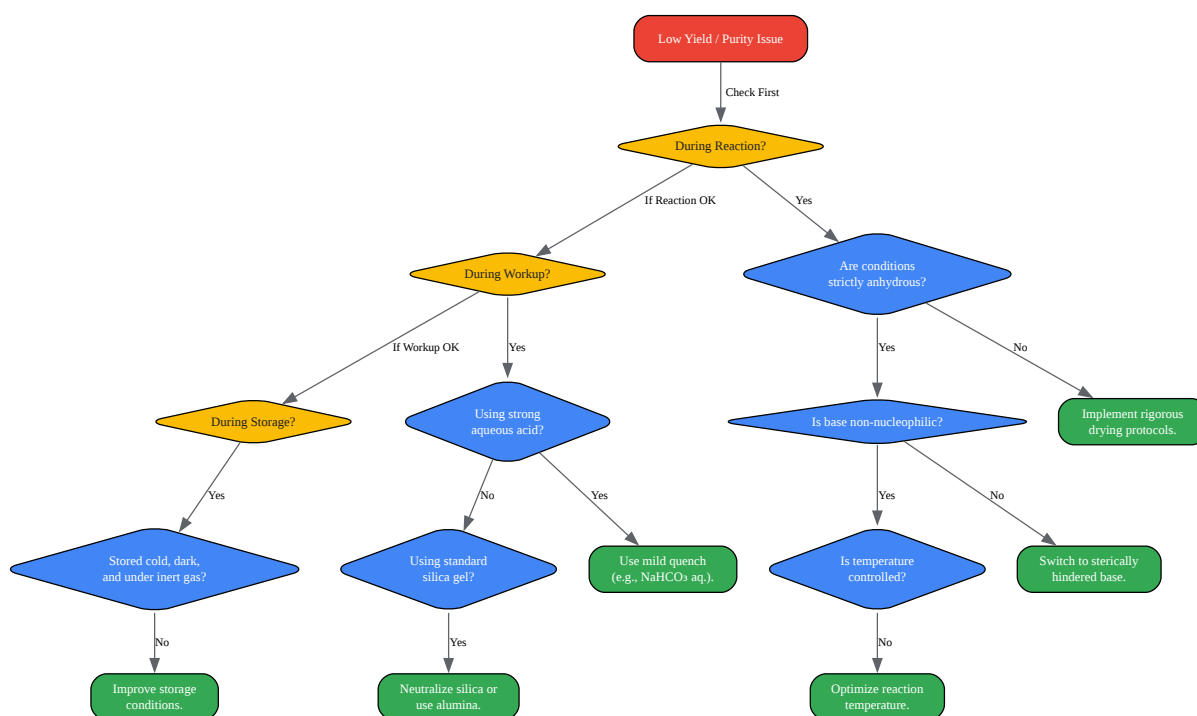 Low Yield / Purity Issue
Check First
During Reaction?
If Reaction OK
Yes
During Workup?
Are conditions
strictly anhydrous?
If Workup OK
Yes
Yes
No
During Storage?
Using strong
aqueous acid?
Is base non-nucleophilic?
Implement rigorous
drying protocols.
Yes
No
Yes
Yes
No
Stored cold, dark,
and under inert gas?
Using standard
silica gel?
Use mild quench
(e.g., NaHCO₃ aq.).
Is temperature
controlled?
Switch to sterically
hindered base.
No
Yes
No
Improve storage
conditions.
Neutralize silica or
use alumina.
Optimize reaction
temperature.